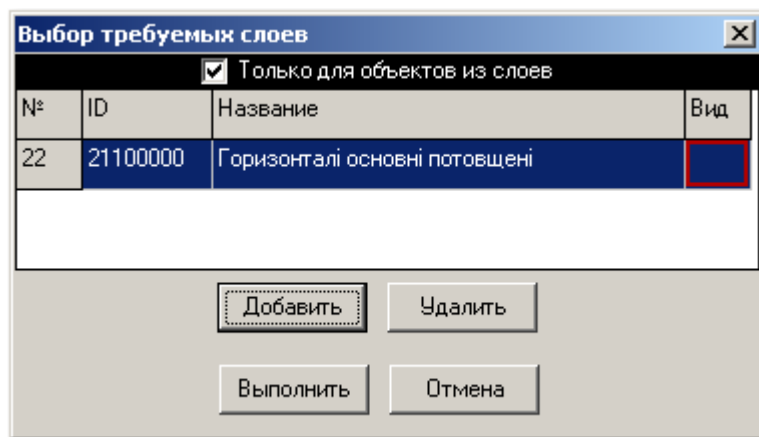 Выбор требуемых слоев
Только для объектов из слоев
№ ID Название Вид
22 21100000 Горизонталі основні потовщені
Добавить Удалить
Выполнить Отмена